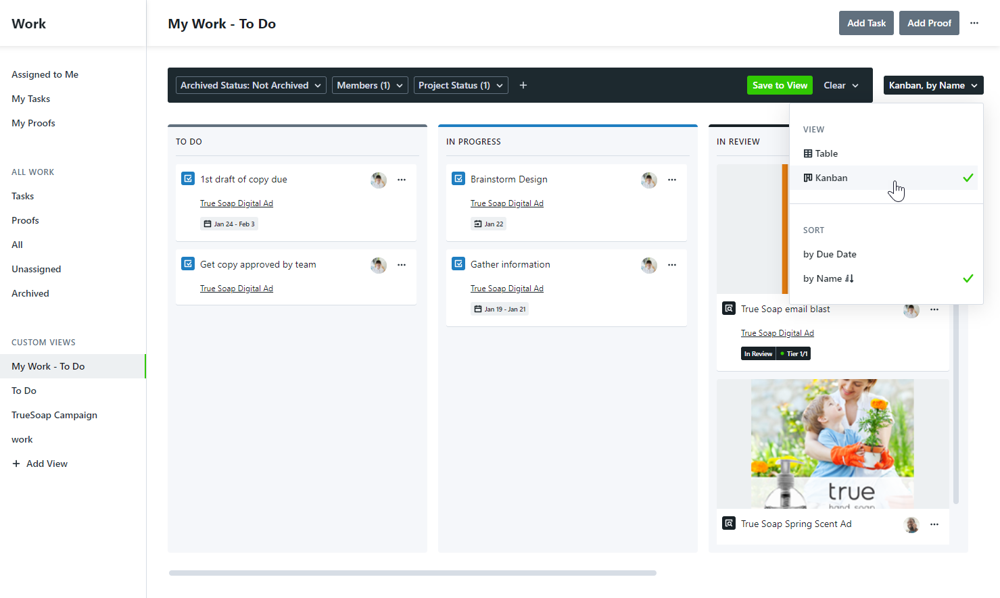 Work
My Work - To Do
Add Task
Add Proof
Assigned to Me
My Tasks
My Proofs
ALL WORK
Tasks
Proofs
All
Unassigned
Archived
CUSTOM VIEWS
My Work - To Do
To Do
TrueSoap Campaign
work
+ Add View
Archived Status: Not Archived
Members (1)
Project Status (1)
+
Save to View
Clear
Kanban, by Name
VIEW
Table
Kanban
SORT
by Due Date
by Name
TO DO
1st draft of copy due
True Soap Digital Ad
Jan 24 - Feb 3
Get copy approved by team
True Soap Digital Ad
IN PROGRESS
Brainstorm Design
True Soap Digital Ad
Jan 22
Gather information
True Soap Digital Ad
Jan 19 - Jan 21
IN REVIEW
True Soap email blast
True Soap Digital Ad
In Review
Tier 1/1
true
hand soap
True Soap Spring Scent Ad